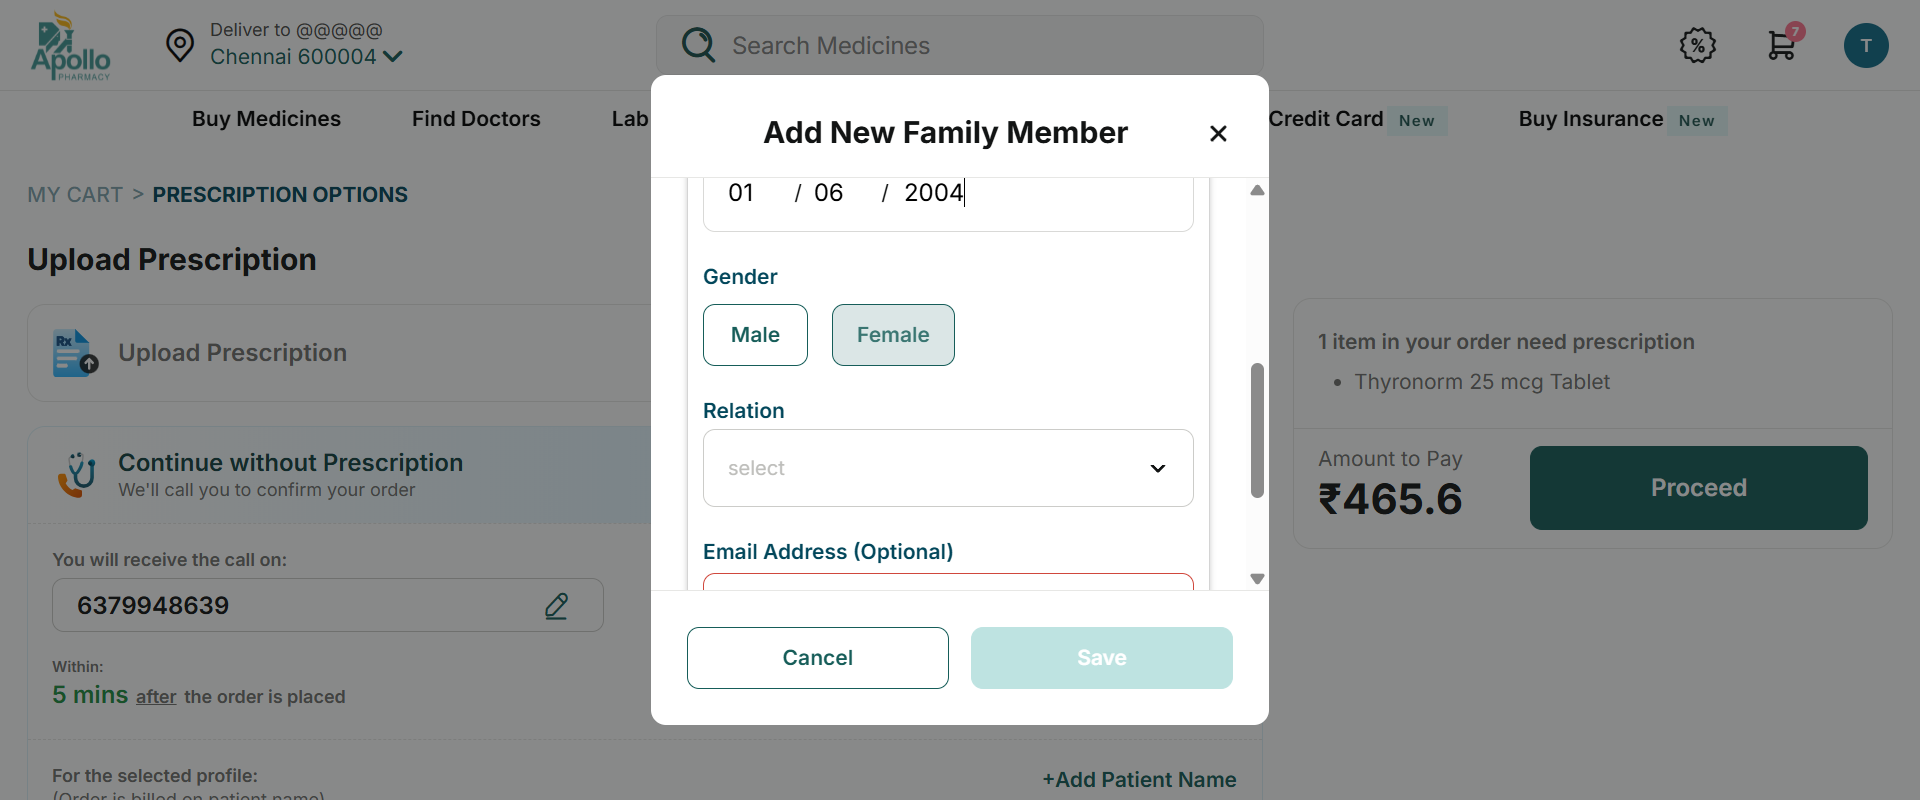 Apollo
PHARMACY
Deliver to @@@@@
Chennai 600004
Search Medicines
%
7
T
Buy Medicines
Find Doctors
Lab
Credit Card New
Buy Insurance New
MY CART > PRESCRIPTION OPTIONS
Upload Prescription
Rx
Upload Prescription
Continue without Prescription
We'll call you to confirm your order
You will receive the call on:
6379948639
Within:
5 mins after the order is placed
For the selected profile:
(Order is billed on patient name)
+Add Patient Name
Add New Family Member
01 / 06 / 2004
Gender
Male
Female
Relation
select
Email Address (Optional)
Cancel
Save
1 item in your order need prescription
• Thyronorm 25 mcg Tablet
Amount to Pay
₹465.6
Proceed